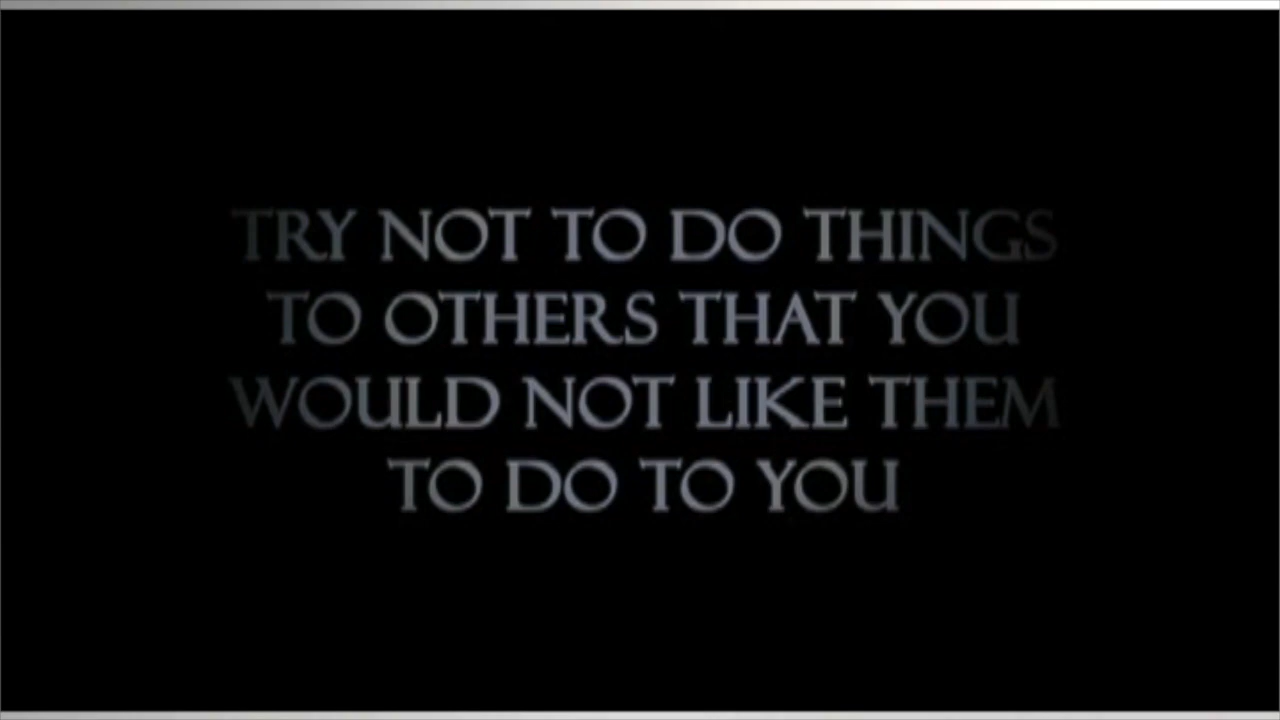 TRY NOT TO DO THINGS
TO OTHERS THAT YOU
WOULD NOT LIKE THEM
TO DO TO YOU